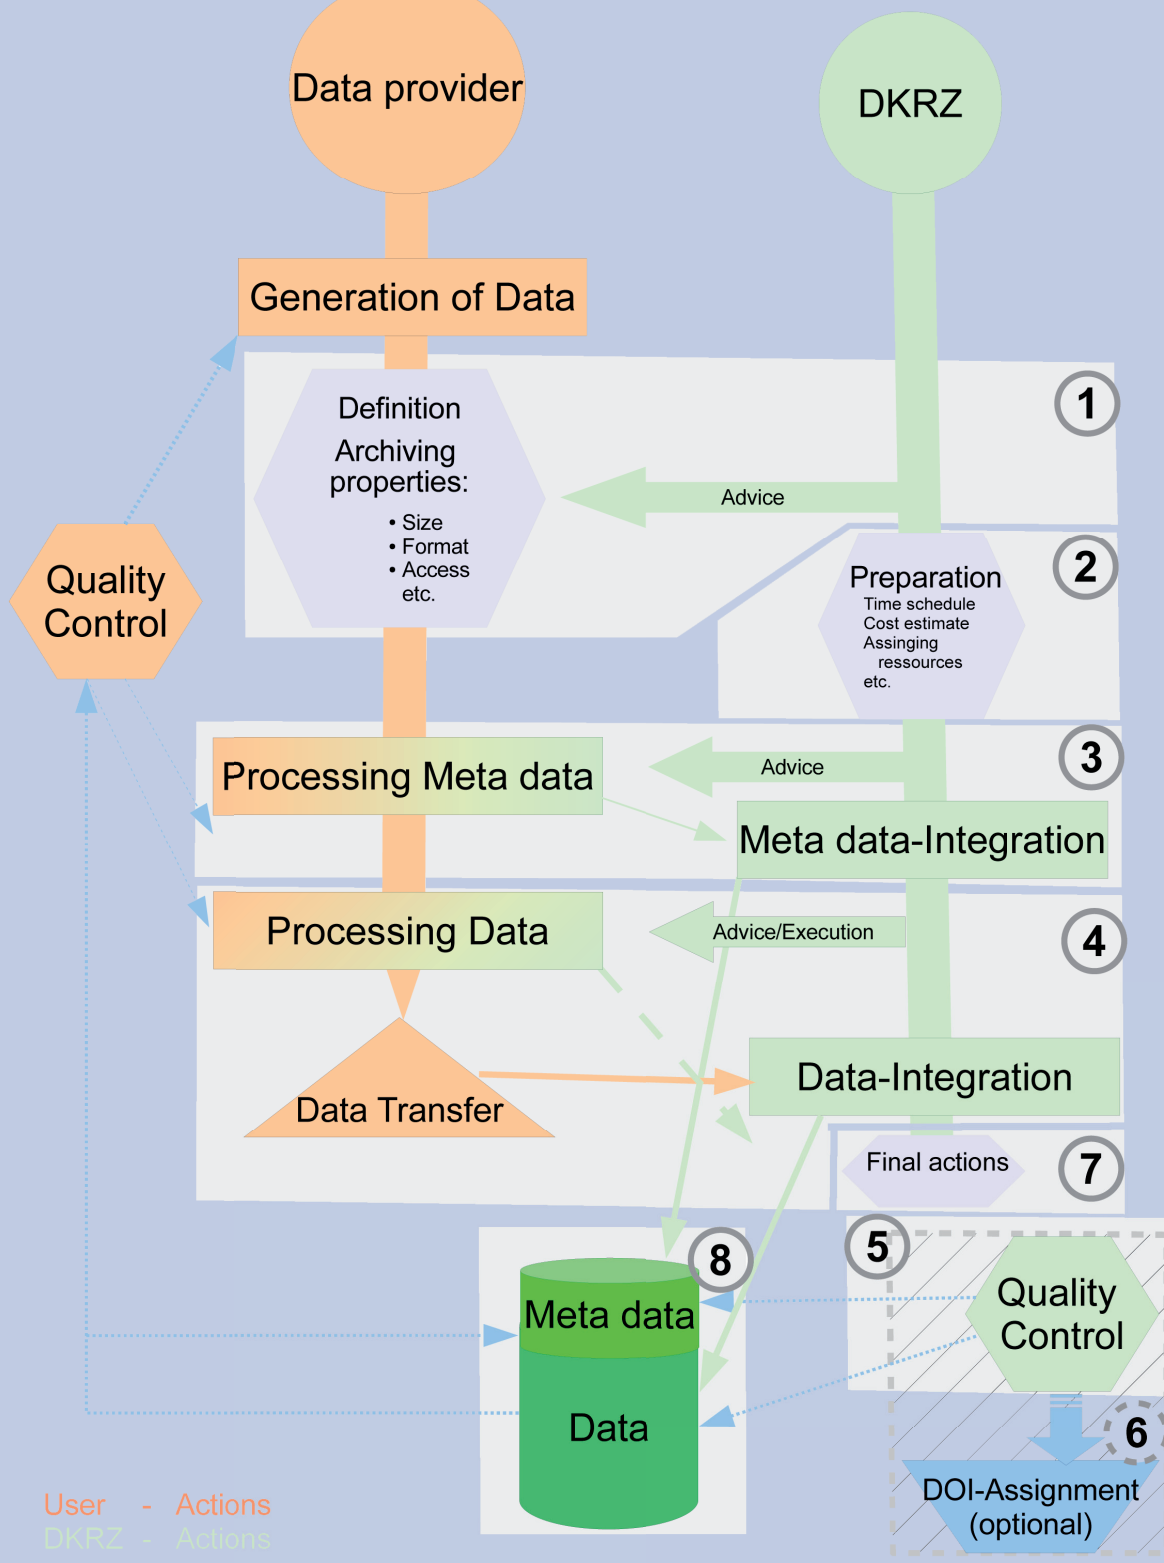 Data provider
DKRZ
Generation of Data
1
Definition
Archiving
properties:
• Size
• Format
• Access
etc.
Advice
2
Preparation
Time schedule
Cost estimate
Assinging
ressources
etc.
Quality
Control
3
Processing Meta data
Advice
Meta data-Integration
4
Processing Data
Advice/Execution
Data-Integration
Data Transfer
7
Final actions
8
5
Meta data
Quality
Control
Data
6
DOI-Assignment
(optional)
User - Actions
DKRZ - Actions